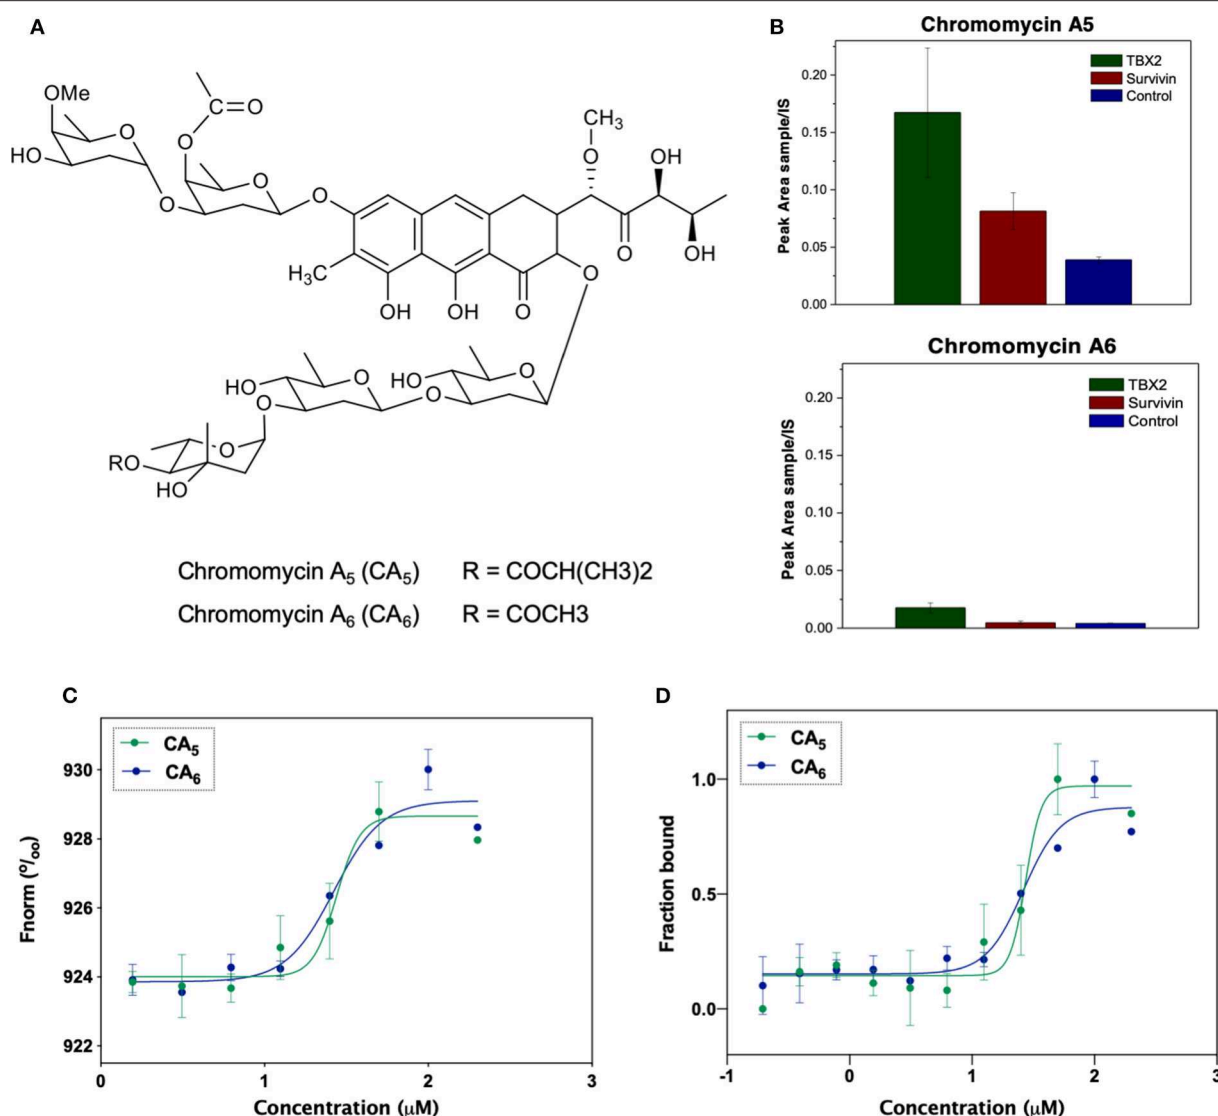 A
OMe
O
HO
O
C=O
O
O
O
CH3
O
OH
O
OH
H3C
OH
OH
O
O
HO
O
O
HO
O
O
O
RO
HO
Chromomycin A5 (CA5) R = COCH(CH3)2
Chromomycin A6 (CA6) R = COCH3
B
Chromomycin A5
TBX2
Survivin
Control
Peak Area sample/IS
0.20
0.15
0.10
0.05
0.00
Chromomycin A6
TBX2
Survivin
Control
Peak Area sample/IS
0.20
0.15
0.10
0.05
0.00
C
CA5
CA6
Fnorm (o/oo)
930
928
926
924
922
0 1 2 3
Concentration (μM)
D
CA5
CA6
Fraction bound
1.0
0.5
0.0
-1 0 1 2 3
Concentration (μM)